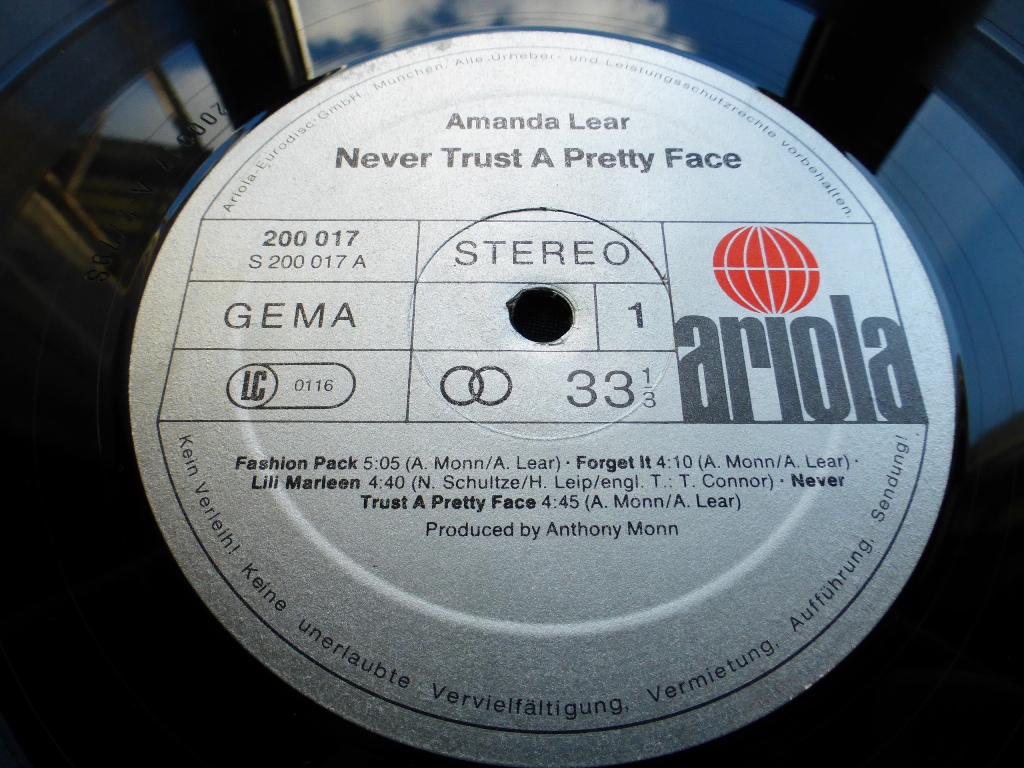 Ariola-Eurodisc GmbH, München. Alle Urheber- und Leistungsschutzrechte vorbehalten.
Amanda Lear
Never Trust A Pretty Face
200 017
S 200 017 A
STEREO
GEMA
1
ariola
LC 0116
33 1/3
Fashion Pack 5:05 (A. Monn/A. Lear) · Forget It 4:10 (A. Monn/A. Lear) ·
Lili Marleen 4:40 (N. Schultze/H. Leip/engl. T.: T. Connor) · Never
Trust A Pretty Face 4:45 (A. Monn/A. Lear)
Produced by Anthony Monn
Kein Verleih! Keine unerlaubte Vervielfältigung, Vermietung, Aufführung, Sendung!